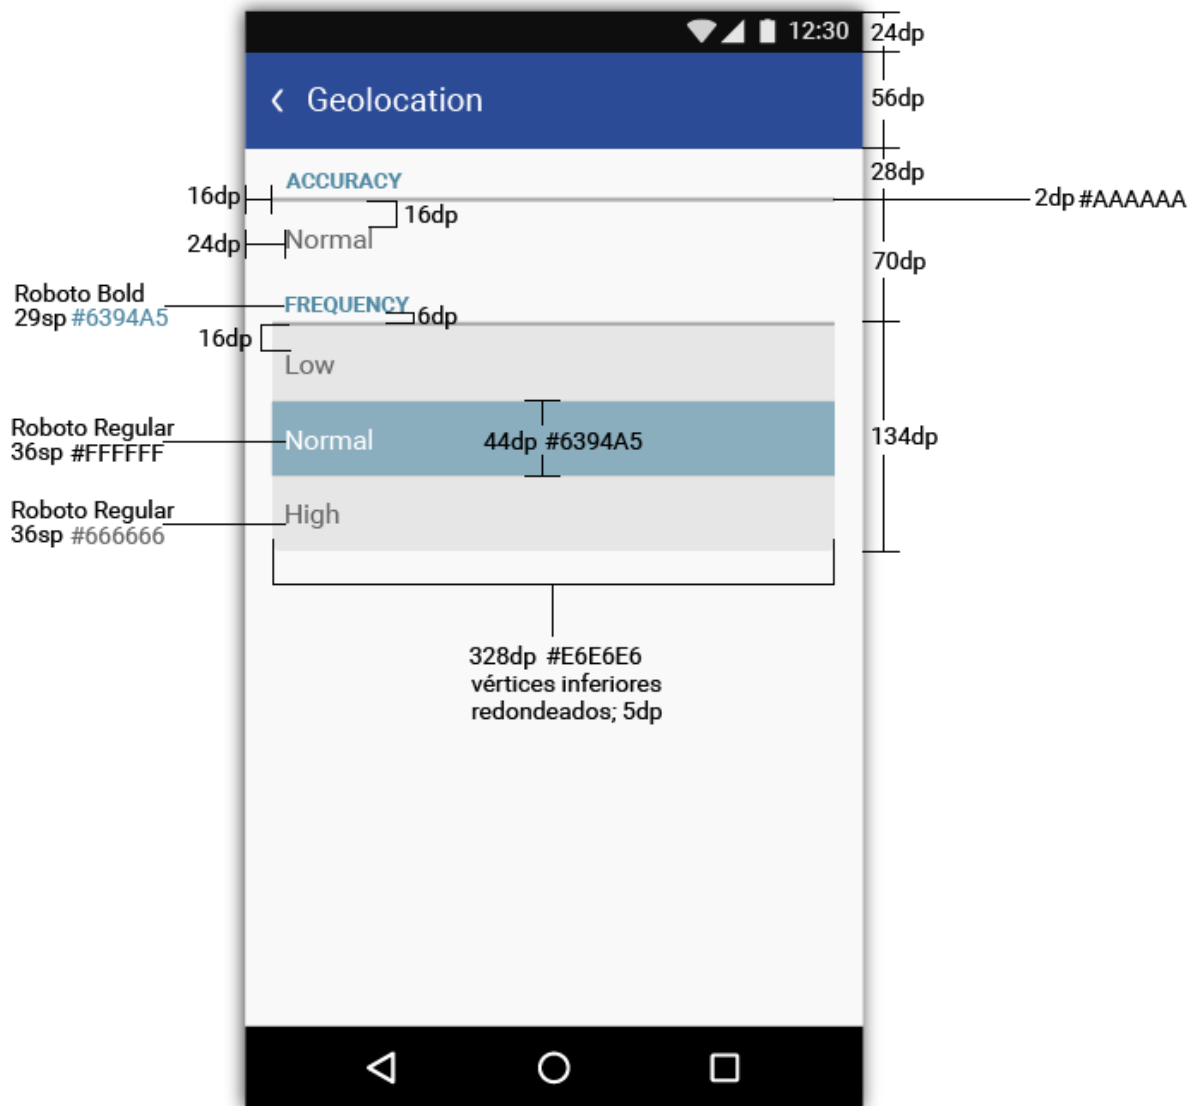 12:30
24dp
Geolocation
56dp
28dp
ACCURACY
16dp
2dp #AAAAAA
16dp
24dp
Normal
70dp
Roboto Bold
29sp #6394A5
FREQUENCY
6dp
16dp
Low
Roboto Regular
36sp #FFFFFF
Normal
44dp #6394A5
134dp
Roboto Regular
36sp #666666
High
328dp #E6E6E6
vértices inferiores
redondeados; 5dp